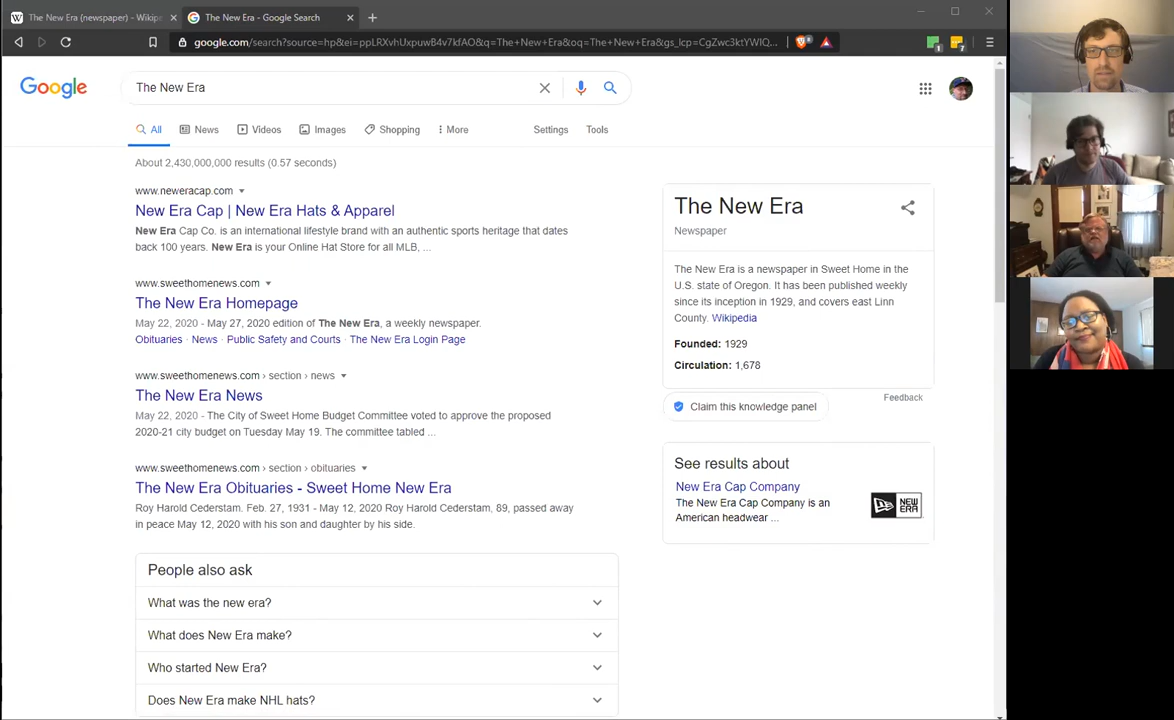 The New Era (newspaper) - Wikipe
The New Era - Google Search
google.com/search?source=hp&ei=ppLRXvhUxpuwB4v7kfAO&q=The+New+Era&oq=The+New+Era&gs_lcp=CgZwc3ktYWIQ...
Google
The New Era
All News Videos Images Shopping More Settings Tools
About 2,430,000,000 results (0.57 seconds)
www.neweracap.com
New Era Cap | New Era Hats & Apparel
New Era Cap Co. is an international lifestyle brand with an authentic sports heritage that dates
back 100 years. New Era is your Online Hat Store for all MLB, ...
www.sweethomenews.com
The New Era Homepage
May 22, 2020 - May 27, 2020 edition of The New Era, a weekly newspaper.
Obituaries · News · Public Safety and Courts · The New Era Login Page
www.sweethomenews.com › section › news
The New Era News
May 22, 2020 - The City of Sweet Home Budget Committee voted to approve the proposed
2020-21 city budget on Tuesday May 19. The committee tabled ...
www.sweethomenews.com › section › obituaries
The New Era Obituaries - Sweet Home New Era
Roy Harold Cederstam. Feb. 27, 1931 - May 12, 2020 Roy Harold Cederstam, 89, passed away
in peace May 12, 2020 with his son and daughter by his side.
People also ask
What was the new era?
What does New Era make?
Who started New Era?
Does New Era make NHL hats?
The New Era
Newspaper
The New Era is a newspaper in Sweet Home in the
U.S. state of Oregon. It has been published weekly
since its inception in 1929, and covers east Linn
County. Wikipedia
Founded: 1929
Circulation: 1,678
Claim this knowledge panel
Feedback
See results about
New Era Cap Company
The New Era Cap Company is an
American headwear ...
NEW
ERA